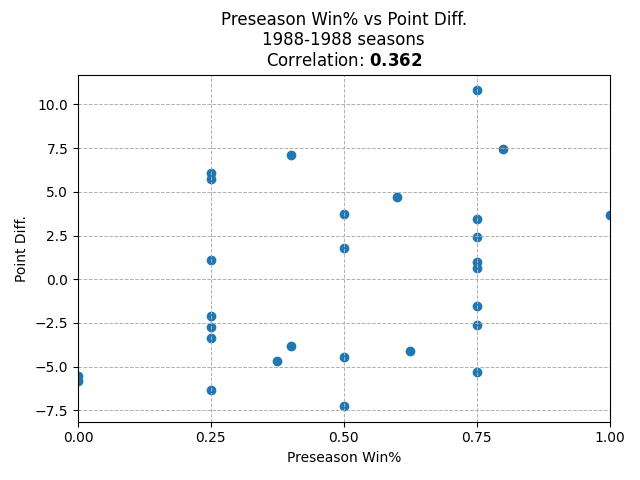 Preseason Win% vs Point Diff.
1988-1988 seasons
Correlation: 0.362
10.0
7.5
5.0
2.5
0.0
−2.5
−5.0
−7.5
Point Diff.
0.00 0.25 0.50 0.75 1.00
Preseason Win%